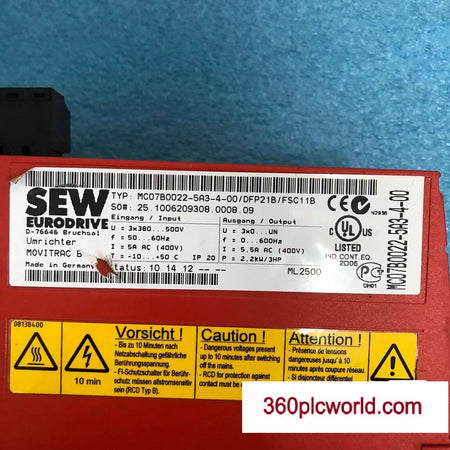 SEW
EURODRIVE
D-76646 Bruchsal
Umrichter
MOVITRAC B
Made in Germany
TYP: MC07B0022-5A3-4-00/DFP21B/FSC11B
SO#: 25.1006209308.0008.09
Eingang / Input
U = 3x380...500V
f = 50...60Hz
I = 5.5A AC (400V)
T = -10...+50 C IP 20
Status: 10 14 12 -- -- --
Ausgang / Output
U = 3x0...UN
f = 0...600Hz
I = 5.5A AC (400V)
P = 2.2kW/3HP
ML2500
UL
LISTED
IND.CONT.EQ.
2D06
N2936
MC07B0022-5A3-4-00
08138400
10 min
Vorsicht !
- Bis zu 10 Minuten nach
Netzabschaltung gefährliche
Berührungsspannung.
- FI-Schutzschalter für Berühr-
schutz müssen allstromsensitiv
sein (RCD Typ B).
Caution !
- Dangerous voltages present
up to 10 minutes after switching
off the mains.
- RCD for protection against
contact must be
Attention !
- Présence de tensions
dangereuses jusqu'à 10
minutes après
- Si disjoncteur différentiel
360plcworld.com